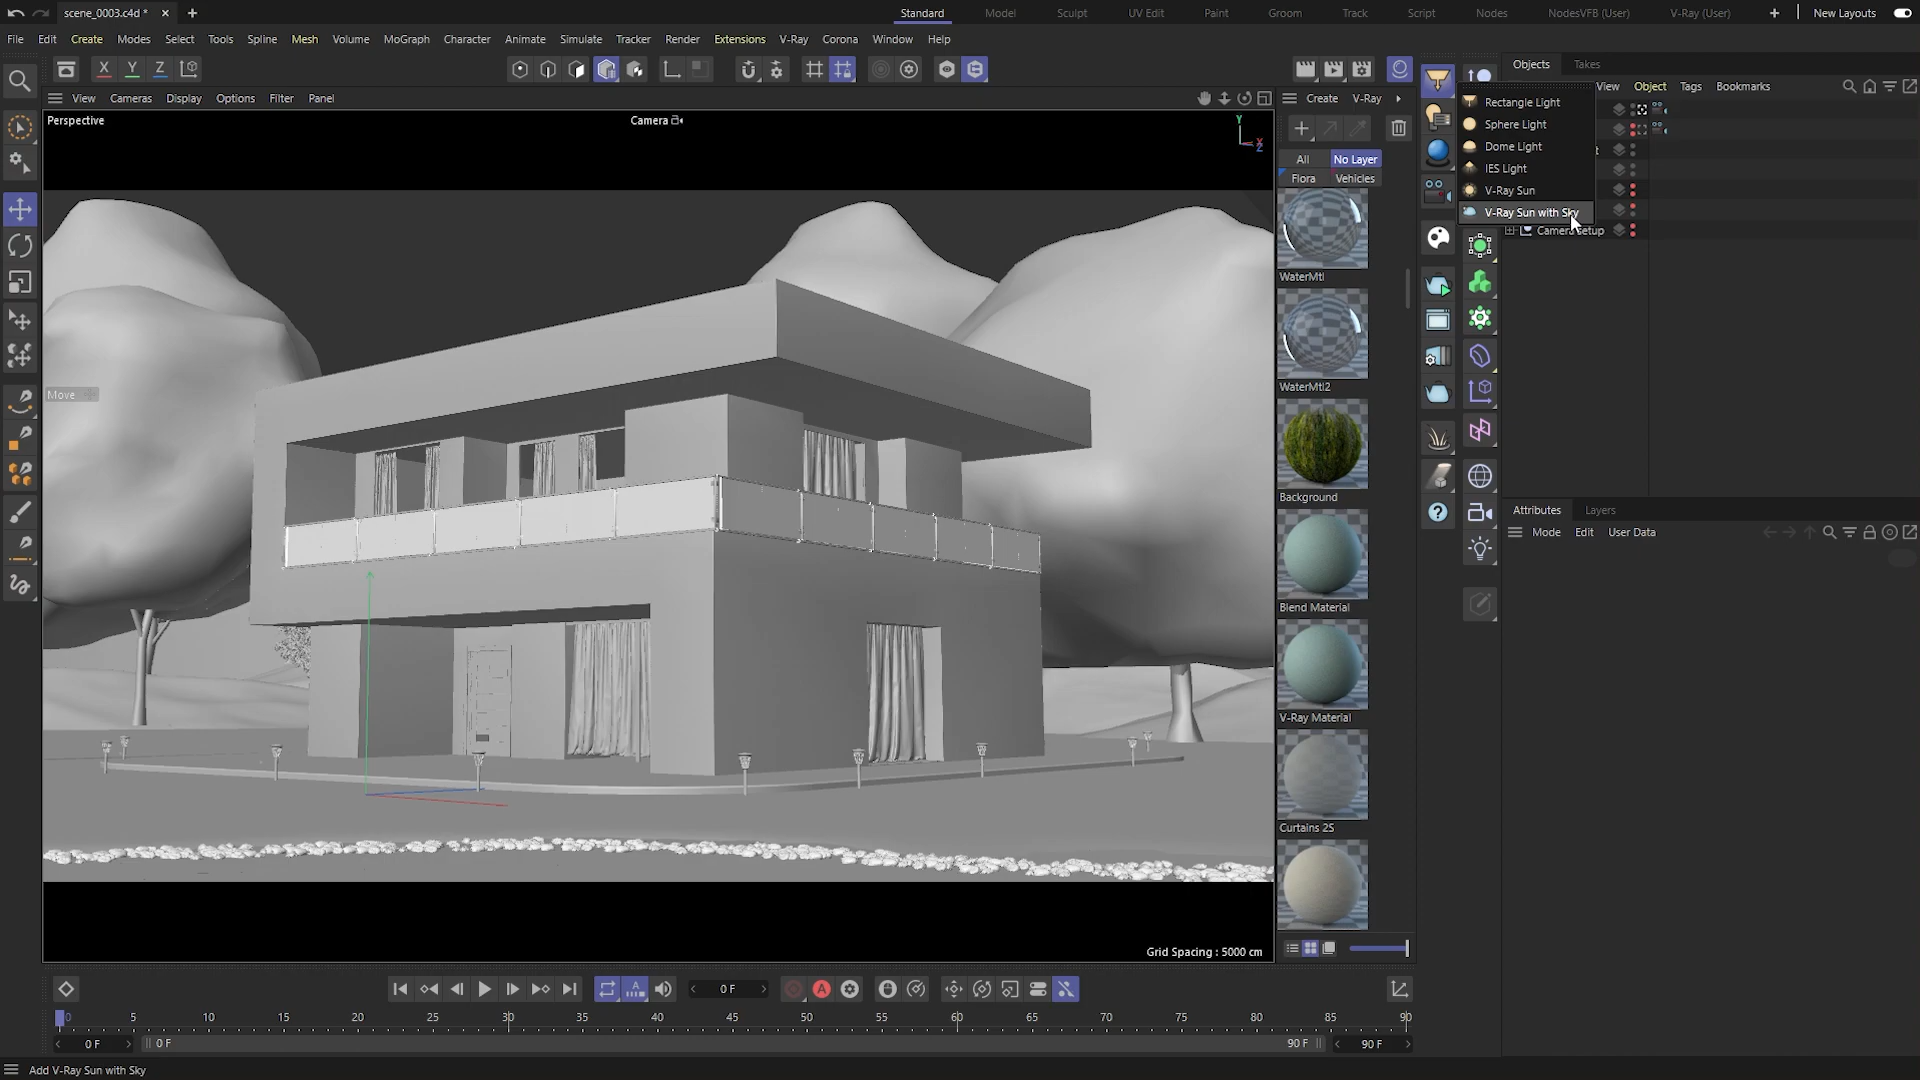 scene_0003.c4d *
Standard
Model
Sculpt
UV Edit
Paint
Groom
Track
Script
Nodes
NodesVFB (User)
V-Ray (User)
New Layouts
File
Edit
Create
Modes
Select
Tools
Spline
Mesh
Volume
MoGraph
Character
Animate
Simulate
Tracker
Render
Extensions
V-Ray
Corona
Window
Help
X
Y
Z
Objects
Takes
View
Cameras
Display
Options
Filter
Panel
Create
V-Ray
View
Object
Tags
Bookmarks
Perspective
Camera
Y
X
Z
Rectangle Light
Sphere Light
Dome Light
IES Light
V-Ray Sun
V-Ray Sun with Sky
Camera Setup
All
No Layer
Flora
Vehicles
WaterMtl
WaterMtl2
Background
Blend Material
V-Ray Material
Curtains 2S
Move
Attributes
Layers
Mode
Edit
User Data
Grid Spacing : 5000 cm
A
A
0 F
0
5
10
15
20
25
30
35
40
45
50
55
60
65
70
75
80
85
90
0 F
0 F
90 F
90 F
Add V-Ray Sun with Sky